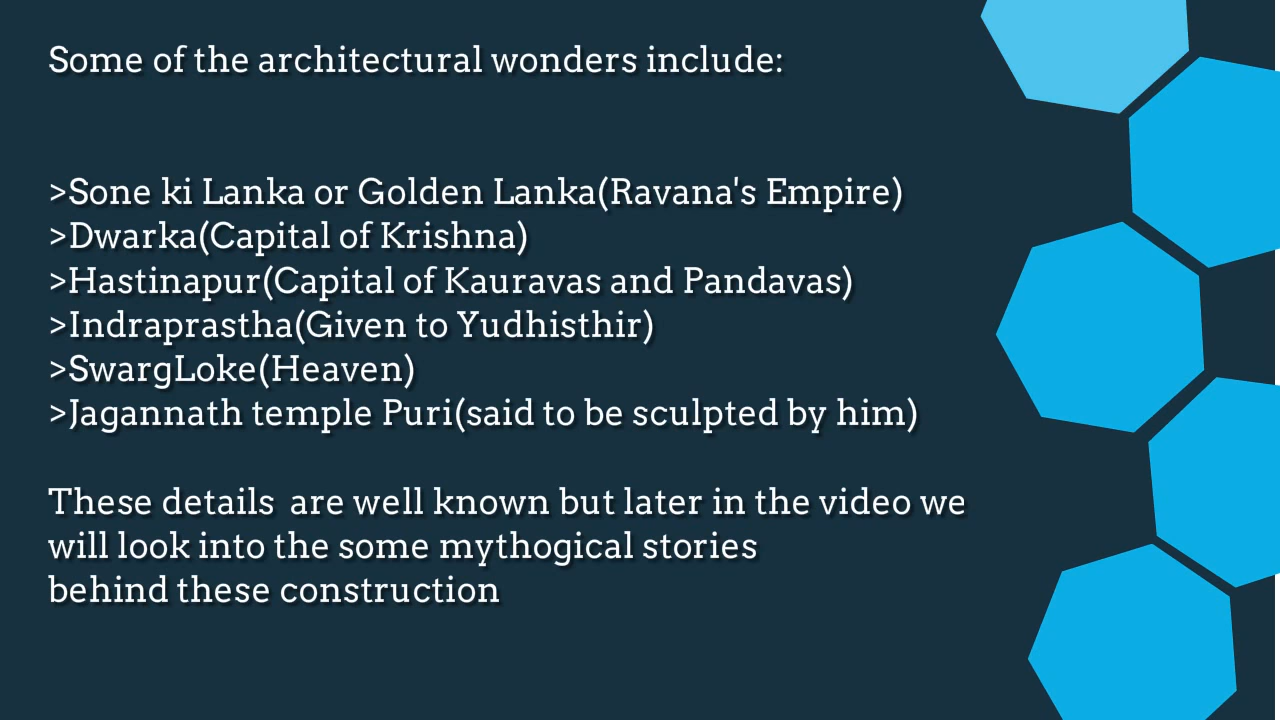 Some of the architectural wonders include:
>Sone ki Lanka or Golden Lanka(Ravana's Empire)
>Dwarka(Capital of Krishna)
>Hastinapur(Capital of Kauravas and Pandavas)
>Indraprastha(Given to Yudhisthir)
>SwargLoke(Heaven)
>Jagannath temple Puri(said to be sculpted by him)
These details  are well known but later in the video we
will look into the some mythogical stories
behind these construction